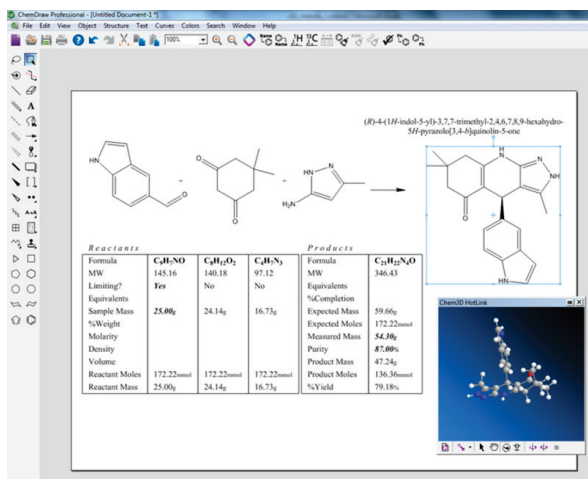 ChemDraw Professional - [Untitled Document-1 *]
File Edit View Object Structure Text Curves Colors Search Window Help
100%
(R)-4-(1H-indol-5-yl)-3,7,7-trimethyl-2,4,6,7,8,9-hexahydro-
5H-pyrazolo[3,4-b]quinolin-5-one
HN
O
O
O
HN
N
H2N
H
N
N
NH
O
HN
Reactants
Formula C9H7NO C8H12O2 C4H7N3
MW 145.16 140.18 97.12
Limiting? Yes No No
Equivalents
Sample Mass 25.00g 24.14g 16.73g
%Weight
Molarity
Density
Volume
Reactant Moles 172.22mmol 172.22mmol 172.22mmol
Reactant Mass 25.00g 24.14g 16.73g
Products
Formula C21H22N4O
MW 346.43
Equivalents
%Completion
Expected Mass 59.66g
Expected Moles 172.22mmol
Measured Mass 54.30g
Purity 87.00%
Product Mass 47.24g
Product Moles 136.36mmol
%Yield 79.18%
Chem3D HotLink